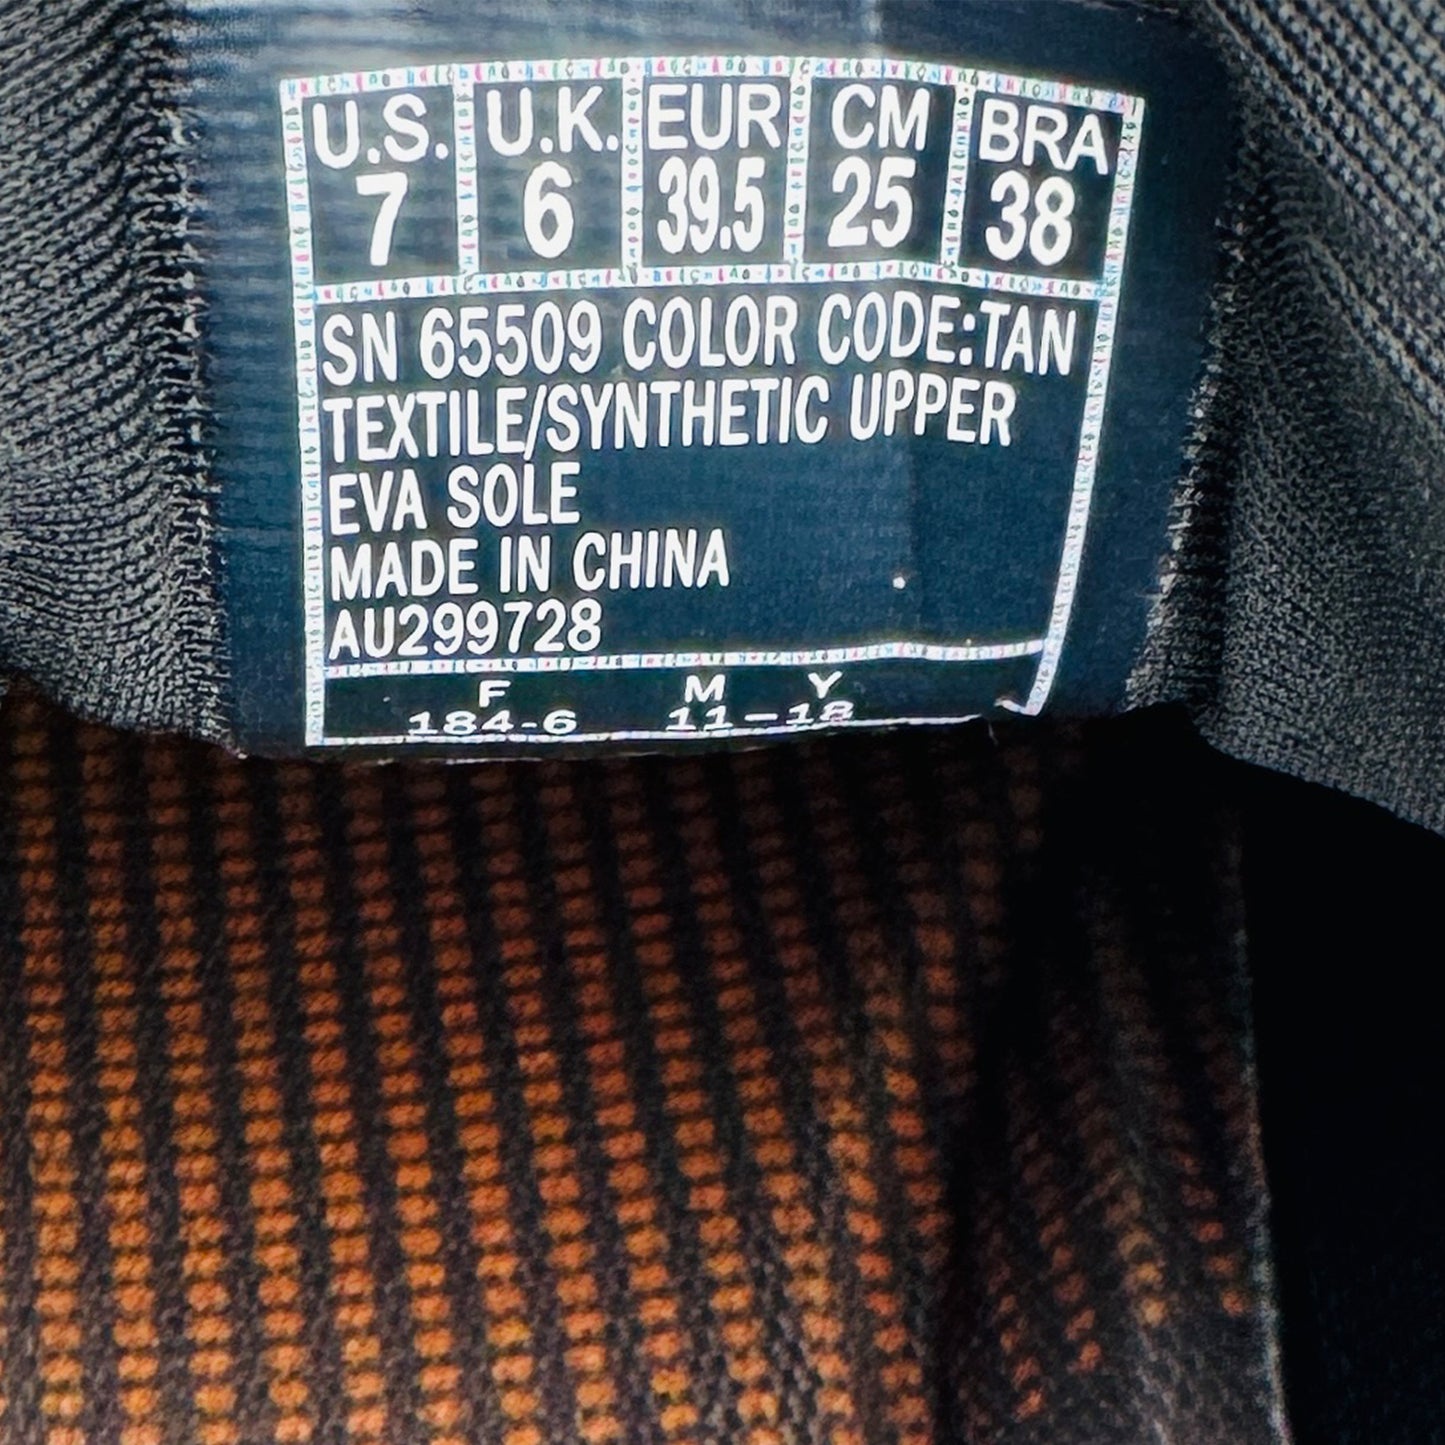 U.S. U.K. EUR CM BRA
7 6 39.5 25 38
SN 65509 COLOR CODE:TAN
TEXTILE/SYNTHETIC UPPER
EVA SOLE
MADE IN CHINA
AU299728
F M Y
184-6 11-18